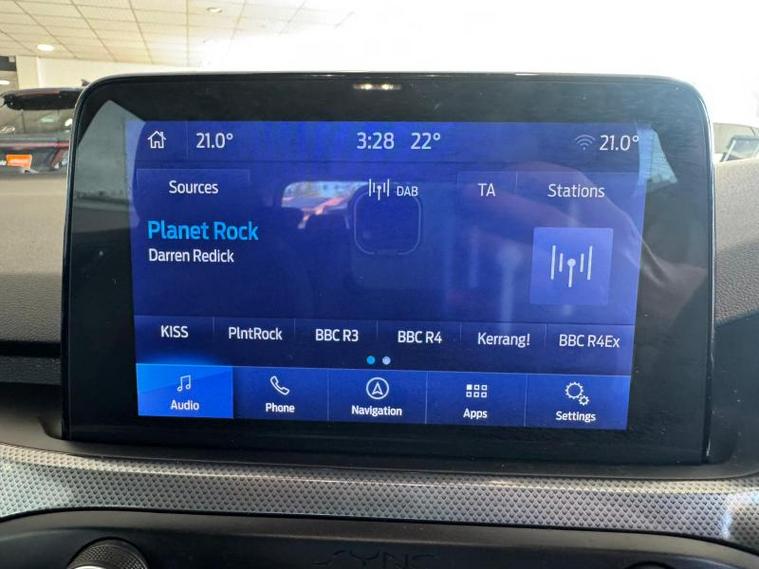 21.0° 3:28 22° 21.0°
Sources DAB TA Stations
Planet Rock
Darren Redick
KISS PlntRock BBC R3 BBC R4 Kerrang! BBC R4Ex
Audio Phone Navigation Apps Settings
SYNC